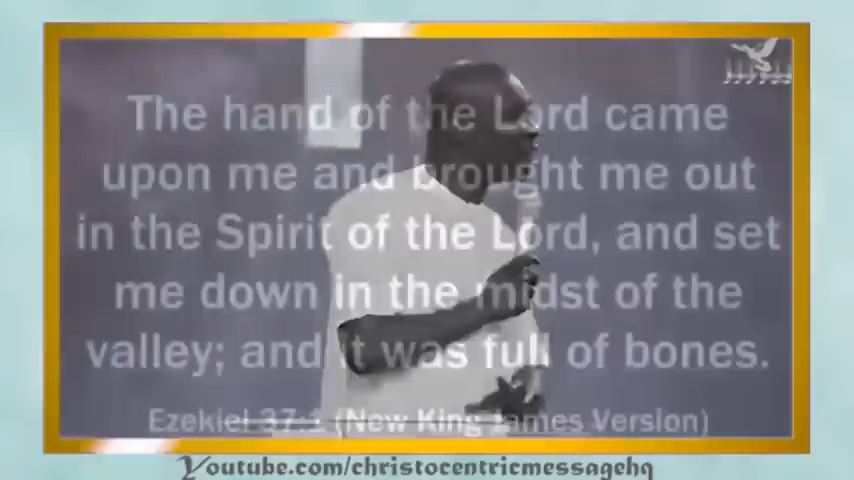 The hand of the Lord came
upon me and brought me out
in the Spirit of the Lord, and set
me down in the midst of the
valley; and it was full of bones.
Ezekiel 37:1 (New King James Version)
Youtube.com/christocentricmessagehq